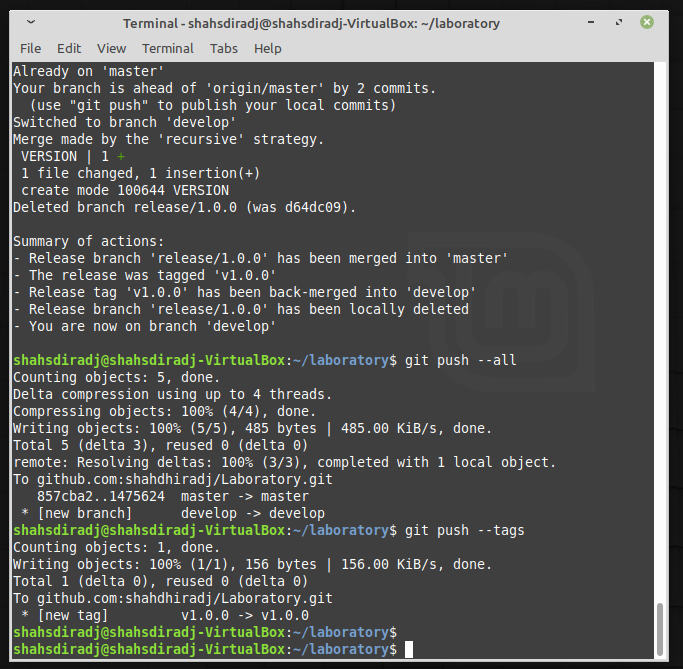 Terminal - shahsdiradj@shahsdiradj-VirtualBox: ~/laboratory
File Edit View Terminal Tabs Help
Already on 'master'
Your branch is ahead of 'origin/master' by 2 commits.
  (use "git push" to publish your local commits)
Switched to branch 'develop'
Merge made by the 'recursive' strategy.
 VERSION | 1 +
 1 file changed, 1 insertion(+)
 create mode 100644 VERSION
Deleted branch release/1.0.0 (was d64dc09).

Summary of actions:
- Release branch 'release/1.0.0' has been merged into 'master'
- The release was tagged 'v1.0.0'
- Release tag 'v1.0.0' has been back-merged into 'develop'
- Release branch 'release/1.0.0' has been locally deleted
- You are now on branch 'develop'

shahsdiradj@shahsdiradj-VirtualBox:~/laboratory$ git push --all
Counting objects: 5, done.
Delta compression using up to 4 threads.
Compressing objects: 100% (4/4), done.
Writing objects: 100% (5/5), 485 bytes | 485.00 KiB/s, done.
Total 5 (delta 3), reused 0 (delta 0)
remote: Resolving deltas: 100% (3/3), completed with 1 local object.
To github.com:shahdhiradj/Laboratory.git
   857cba2..1475624  master -> master
 * [new branch]      develop -> develop
shahsdiradj@shahsdiradj-VirtualBox:~/laboratory$ git push --tags
Counting objects: 1, done.
Writing objects: 100% (1/1), 156 bytes | 156.00 KiB/s, done.
Total 1 (delta 0), reused 0 (delta 0)
To github.com:shahdhiradj/Laboratory.git
 * [new tag]         v1.0.0 -> v1.0.0
shahsdiradj@shahsdiradj-VirtualBox:~/laboratory$
shahsdiradj@shahsdiradj-VirtualBox:~/laboratory$